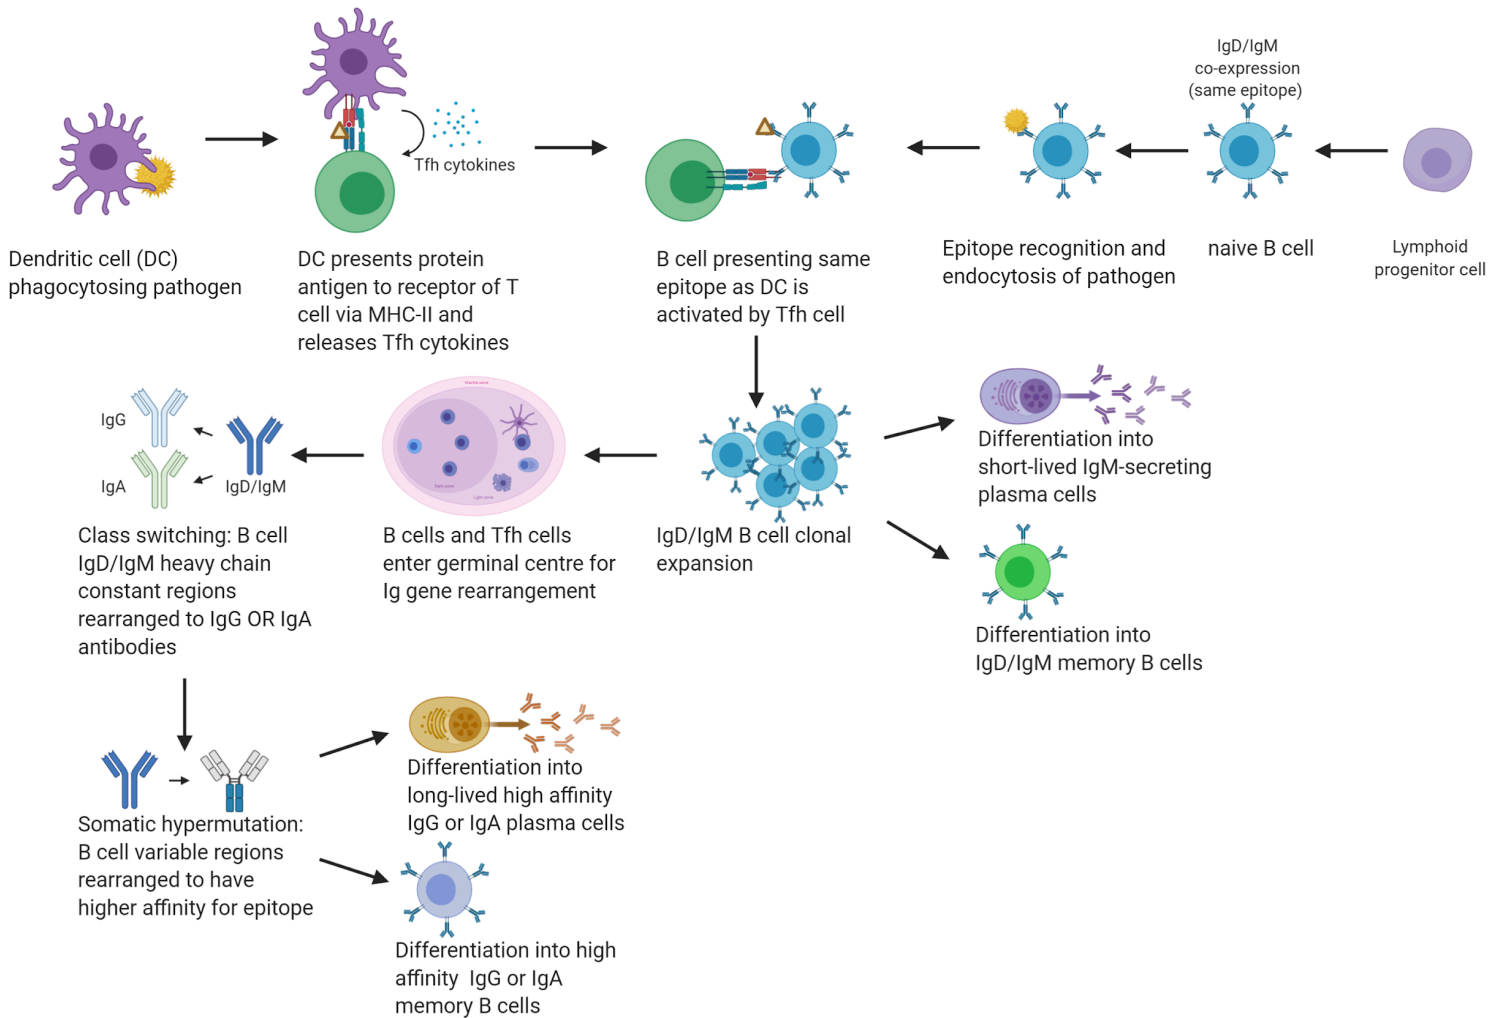 IgD/IgM
co-expression
(same epitope)
Tfh cytokines
Dendritic cell (DC)
phagocytosing pathogen
DC presents protein
antigen to receptor of T
cell via MHC-II and
releases Tfh cytokines
B cell presenting same
epitope as DC is
activated by Tfh cell
Epitope recognition and
endocytosis of pathogen
naive B cell
Lymphoid
progenitor cell
IgG
IgA
IgD/IgM
Class switching: B cell
IgD/IgM heavy chain
constant regions
rearranged to IgG OR IgA
antibodies
Mantle zone
Dark zone
Light zone
B cells and Tfh cells
enter germinal centre for
Ig gene rearrangement
IgD/IgM B cell clonal
expansion
Differentiation into
short-lived IgM-secreting
plasma cells
Differentiation into
IgD/IgM memory B cells
Somatic hypermutation:
B cell variable regions
rearranged to have
higher affinity for epitope
Differentiation into
long-lived high affinity
IgG or IgA plasma cells
Differentiation into high
affinity  IgG or IgA
memory B cells